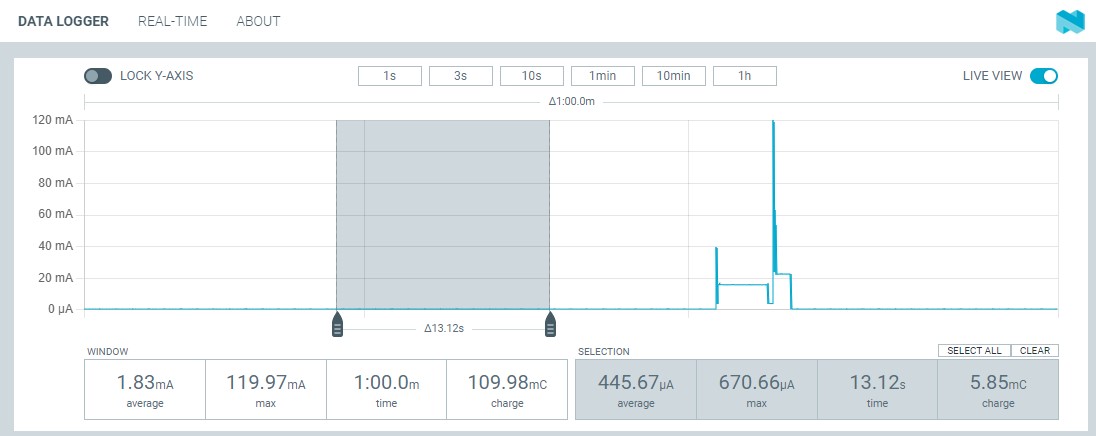 DATA LOGGER REAL-TIME ABOUT
LOCK Y-AXIS 1s 3s 10s 1min 10min 1h LIVE VIEW
Δ1:00.0m
120 mA
100 mA
80 mA
60 mA
40 mA
20 mA
0 µA
Δ13.12s
WINDOW SELECTION SELECT ALL CLEAR
1.83mA 119.97mA 1:00.0m 109.98mC 445.67µA 670.66µA 13.12s 5.85mC
average max time charge average max time charge